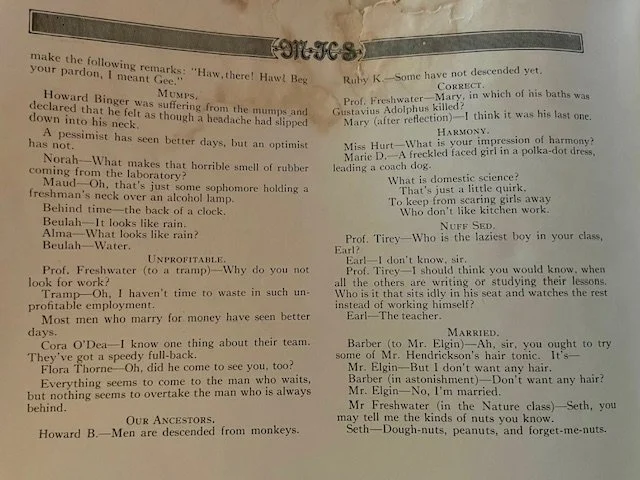 M-H-S
make the following remarks: "Haw, there! Haw! Beg
your pardon, I meant Gee."
Mumps.
Howard Binger was suffering from the mumps and
declared that he felt as though a headache had slipped
down into his neck.
A pessimist has seen better days, but an optimist
has not.
Norah—What makes that horrible smell of rubber
coming from the laboratory?
Maud—Oh, that's just some sophomore holding a
freshman's neck over an alcohol lamp.
Behind time—the back of a clock.
Beulah—It looks like rain.
Alma—What looks like rain?
Beulah—Water.
Unprofitable.
Prof. Freshwater (to a tramp)—Why do you not
look for work?
Tramp—Oh, I haven't time to waste in such un-
profitable employment.
Most men who marry for money have seen better
days.
Cora O'Dea—I know one thing about their team.
They've got a speedy full-back.
Flora Thorne—Oh, did he come to see you, too?
Everything seems to come to the man who waits,
but nothing seems to overtake the man who is always
behind.
Our Ancestors.
Howard B.—Men are descended from monkeys.
Ruby K.—Some have not descended yet.
Correct.
Prof. Freshwater—Mary, in which of his baths was
Gustavius Adolphus killed?
Mary (after reflection)—I think it was his last one.
Harmony.
Miss Hurt—What is your impression of harmony?
Marie D.—A freckled faced girl in a polka-dot dress,
leading a coach dog.
What is domestic science?
That's just a little quirk,
To keep from scaring girls away
Who don't like kitchen work.
Nuff Sed.
Prof. Tirey—Who is the laziest boy in your class,
Earl?
Earl—I don't know, sir.
Prof. Tirey—I should think you would know, when
all the others are writing or studying their lessons.
Who is it that sits idly in his seat and watches the rest
instead of working himself?
Earl—The teacher.
Married.
Barber (to Mr. Elgin)—Ah, sir, you ought to try
some of Mr. Hendrickson's hair tonic. It's—
Mr. Elgin—But I don't want any hair.
Barber (in astonishment)—Don't want any hair?
Mr. Elgin—No, I'm married.
Mr Freshwater (in the Nature class)—Seth, you
may tell me the kinds of nuts you know.
Seth—Dough-nuts, peanuts, and forget-me-nuts.